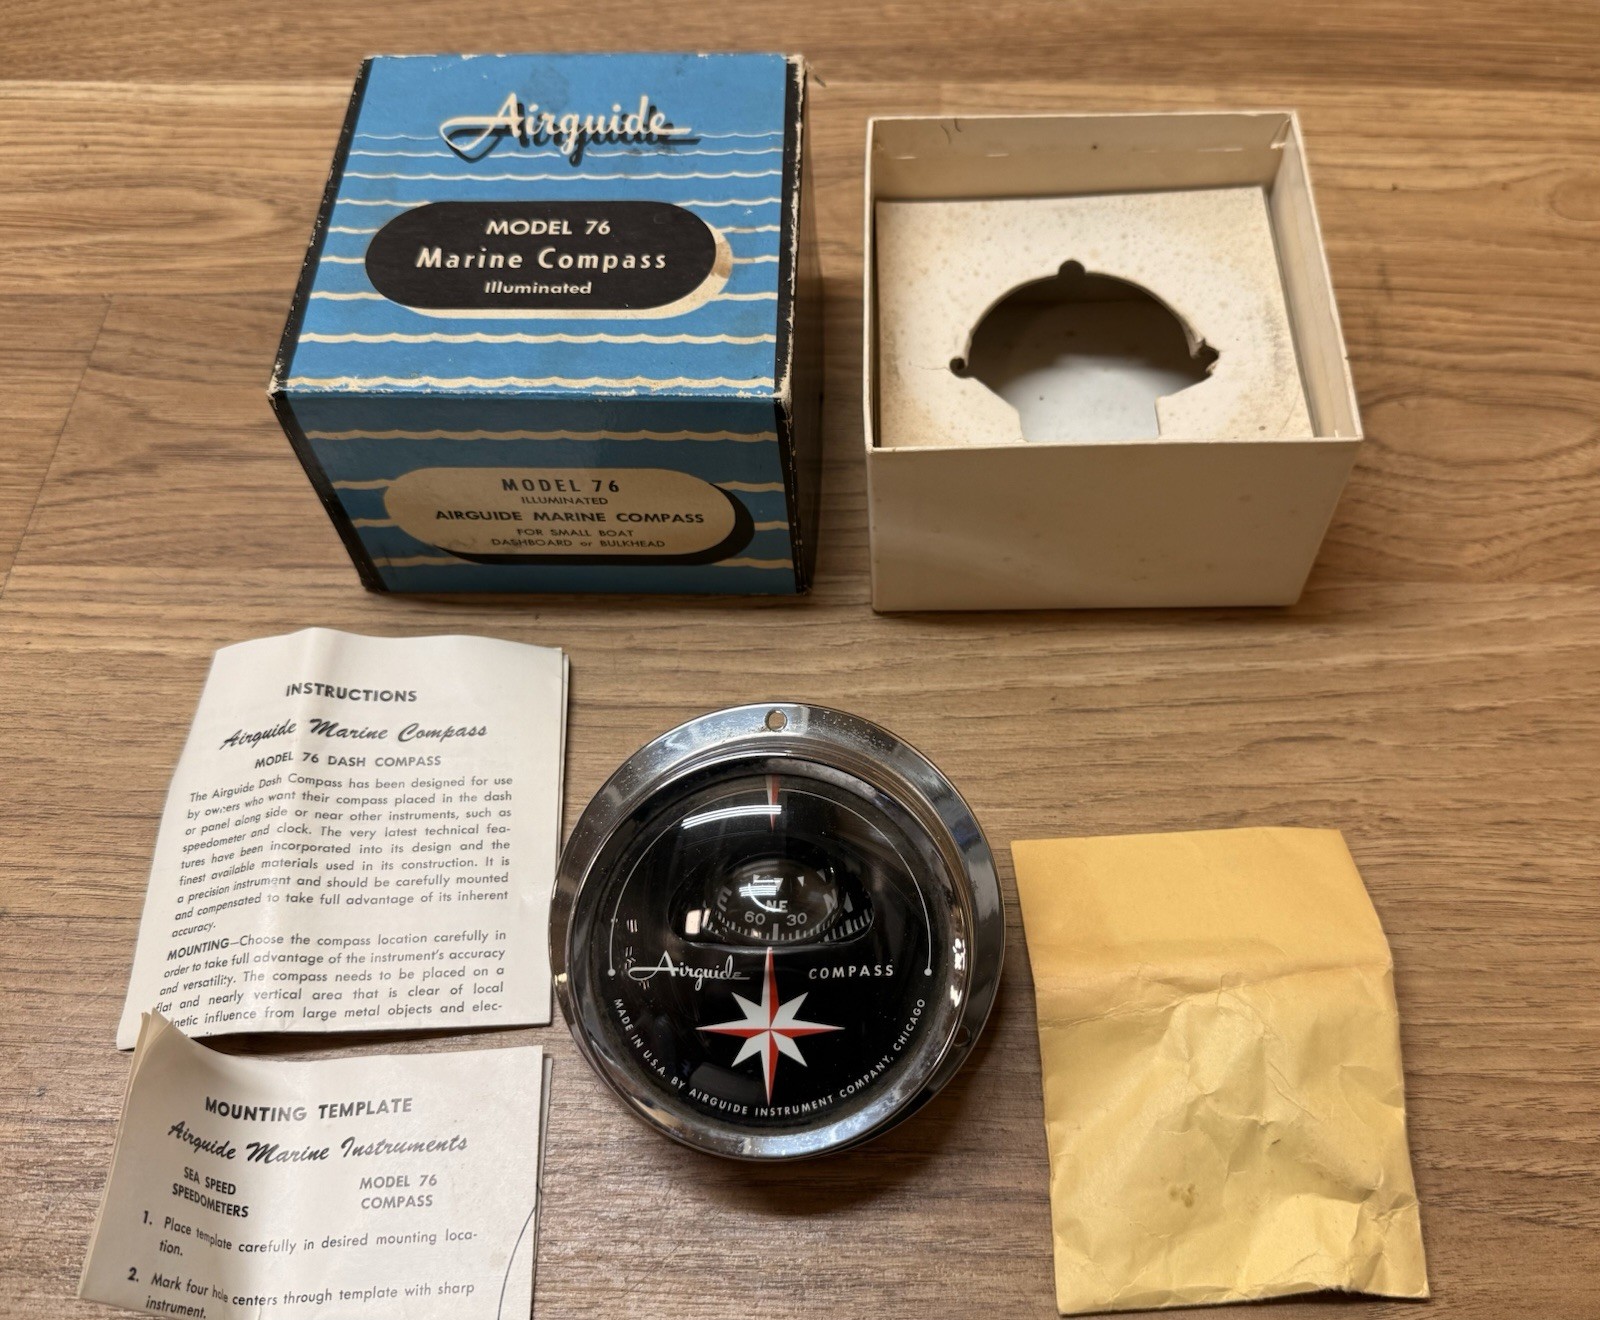 Airguide
MODEL 76
Marine Compass
Illuminated
MODEL 76
ILLUMINATED
AIRGUIDE MARINE COMPASS
FOR SMALL BOAT
DASHBOARD or BULKHEAD
INSTRUCTIONS
Airguide Marine Compass
MODEL 76 DASH COMPASS
The Airguide Dash Compass has been designed for use
by owners who want their compass placed in the dash
or panel along side or near other instruments, such as
speedometer and clock. The very latest technical fea-
tures have been incorporated into its design and the
finest available materials used in its construction. It is
a precision instrument and should be carefully mounted
and compensated to take full advantage of its inherent
accuracy.
MOUNTING—Choose the compass location carefully in
order to take full advantage of the instrument's accuracy
and versatility. The compass needs to be placed on a
flat and nearly vertical area that is clear of local
influence from large metal objects and elec-
MOUNTING TEMPLATE
Airguide Marine Instruments
SEA SPEED
SPEEDOMETERS
MODEL 76
COMPASS
1. Place template carefully in desired mounting loca-
tion.
2. Mark four hole centers through template with sharp
instrument.
E NE N
60 30
Airguide COMPASS
MADE IN U.S.A. BY AIRGUIDE INSTRUMENT COMPANY, CHICAGO